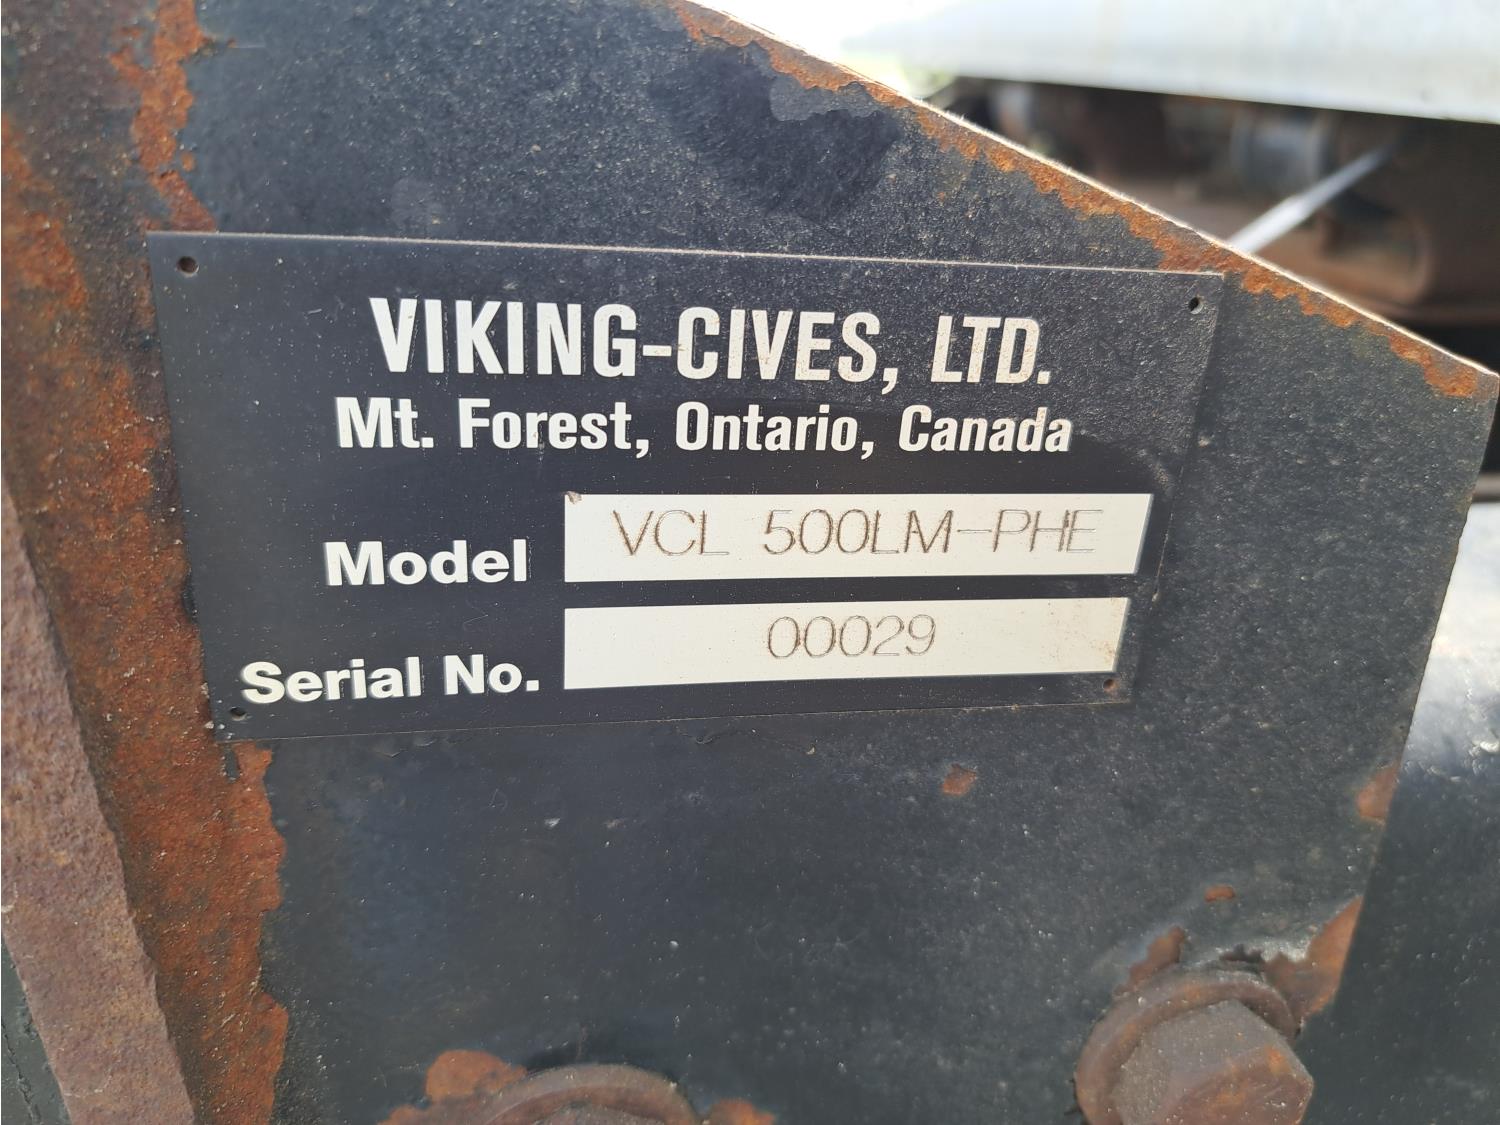 VIKING-CIVES, LTD.
Mt. Forest, Ontario, Canada
Model VCL 500LM-PHE
Serial No. 00029